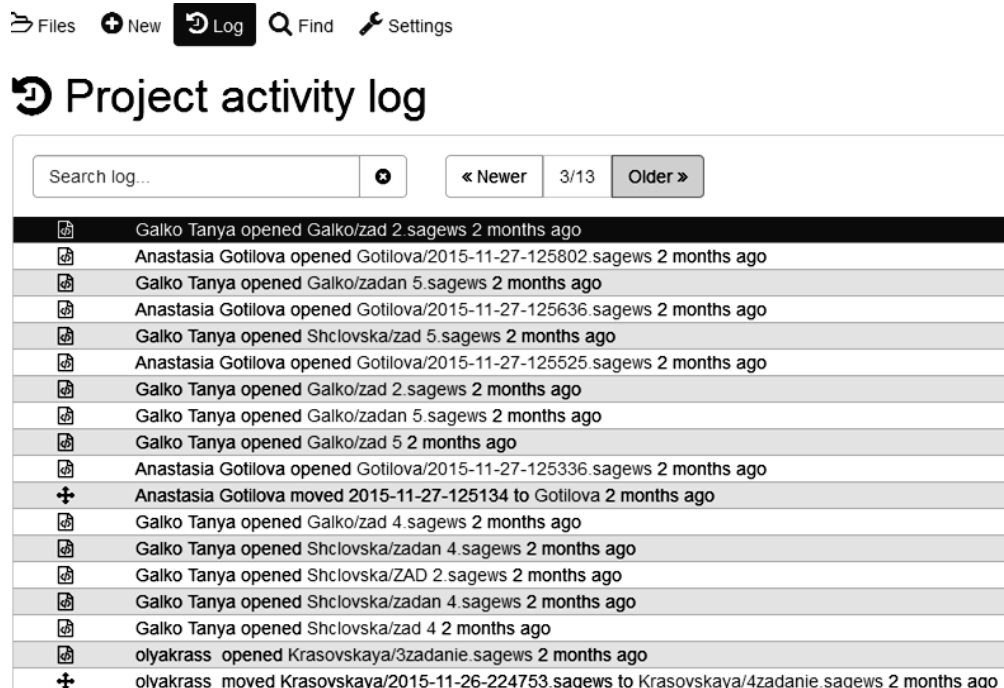 Files New Log Find Settings
Project activity log
Search log... « Newer 3/13 Older »
Galko Tanya opened Galko/zad 2.sagews 2 months ago
Anastasia Gotilova opened Gotilova/2015-11-27-125802.sagews 2 months ago
Galko Tanya opened Galko/zadan 5.sagews 2 months ago
Anastasia Gotilova opened Gotilova/2015-11-27-125636.sagews 2 months ago
Galko Tanya opened Shclovska/zad 5.sagews 2 months ago
Anastasia Gotilova opened Gotilova/2015-11-27-125525.sagews 2 months ago
Galko Tanya opened Galko/zad 2.sagews 2 months ago
Galko Tanya opened Galko/zadan 5.sagews 2 months ago
Galko Tanya opened Galko/zad 5 2 months ago
Anastasia Gotilova opened Gotilova/2015-11-27-125336.sagews 2 months ago
Anastasia Gotilova moved 2015-11-27-125134 to Gotilova 2 months ago
Galko Tanya opened Galko/zad 4.sagews 2 months ago
Galko Tanya opened Shclovska/zadan 4.sagews 2 months ago
Galko Tanya opened Shclovska/ZAD 2.sagews 2 months ago
Galko Tanya opened Shclovska/zadan 4.sagews 2 months ago
Galko Tanya opened Shclovska/zad 4 2 months ago
olyakrass opened Krasovskaya/3zadanie.sagews 2 months ago
olyakrass moved Krasovskaya/2015-11-26-224753.sagews to Krasovskaya/4zadanie.sagews 2 months ago